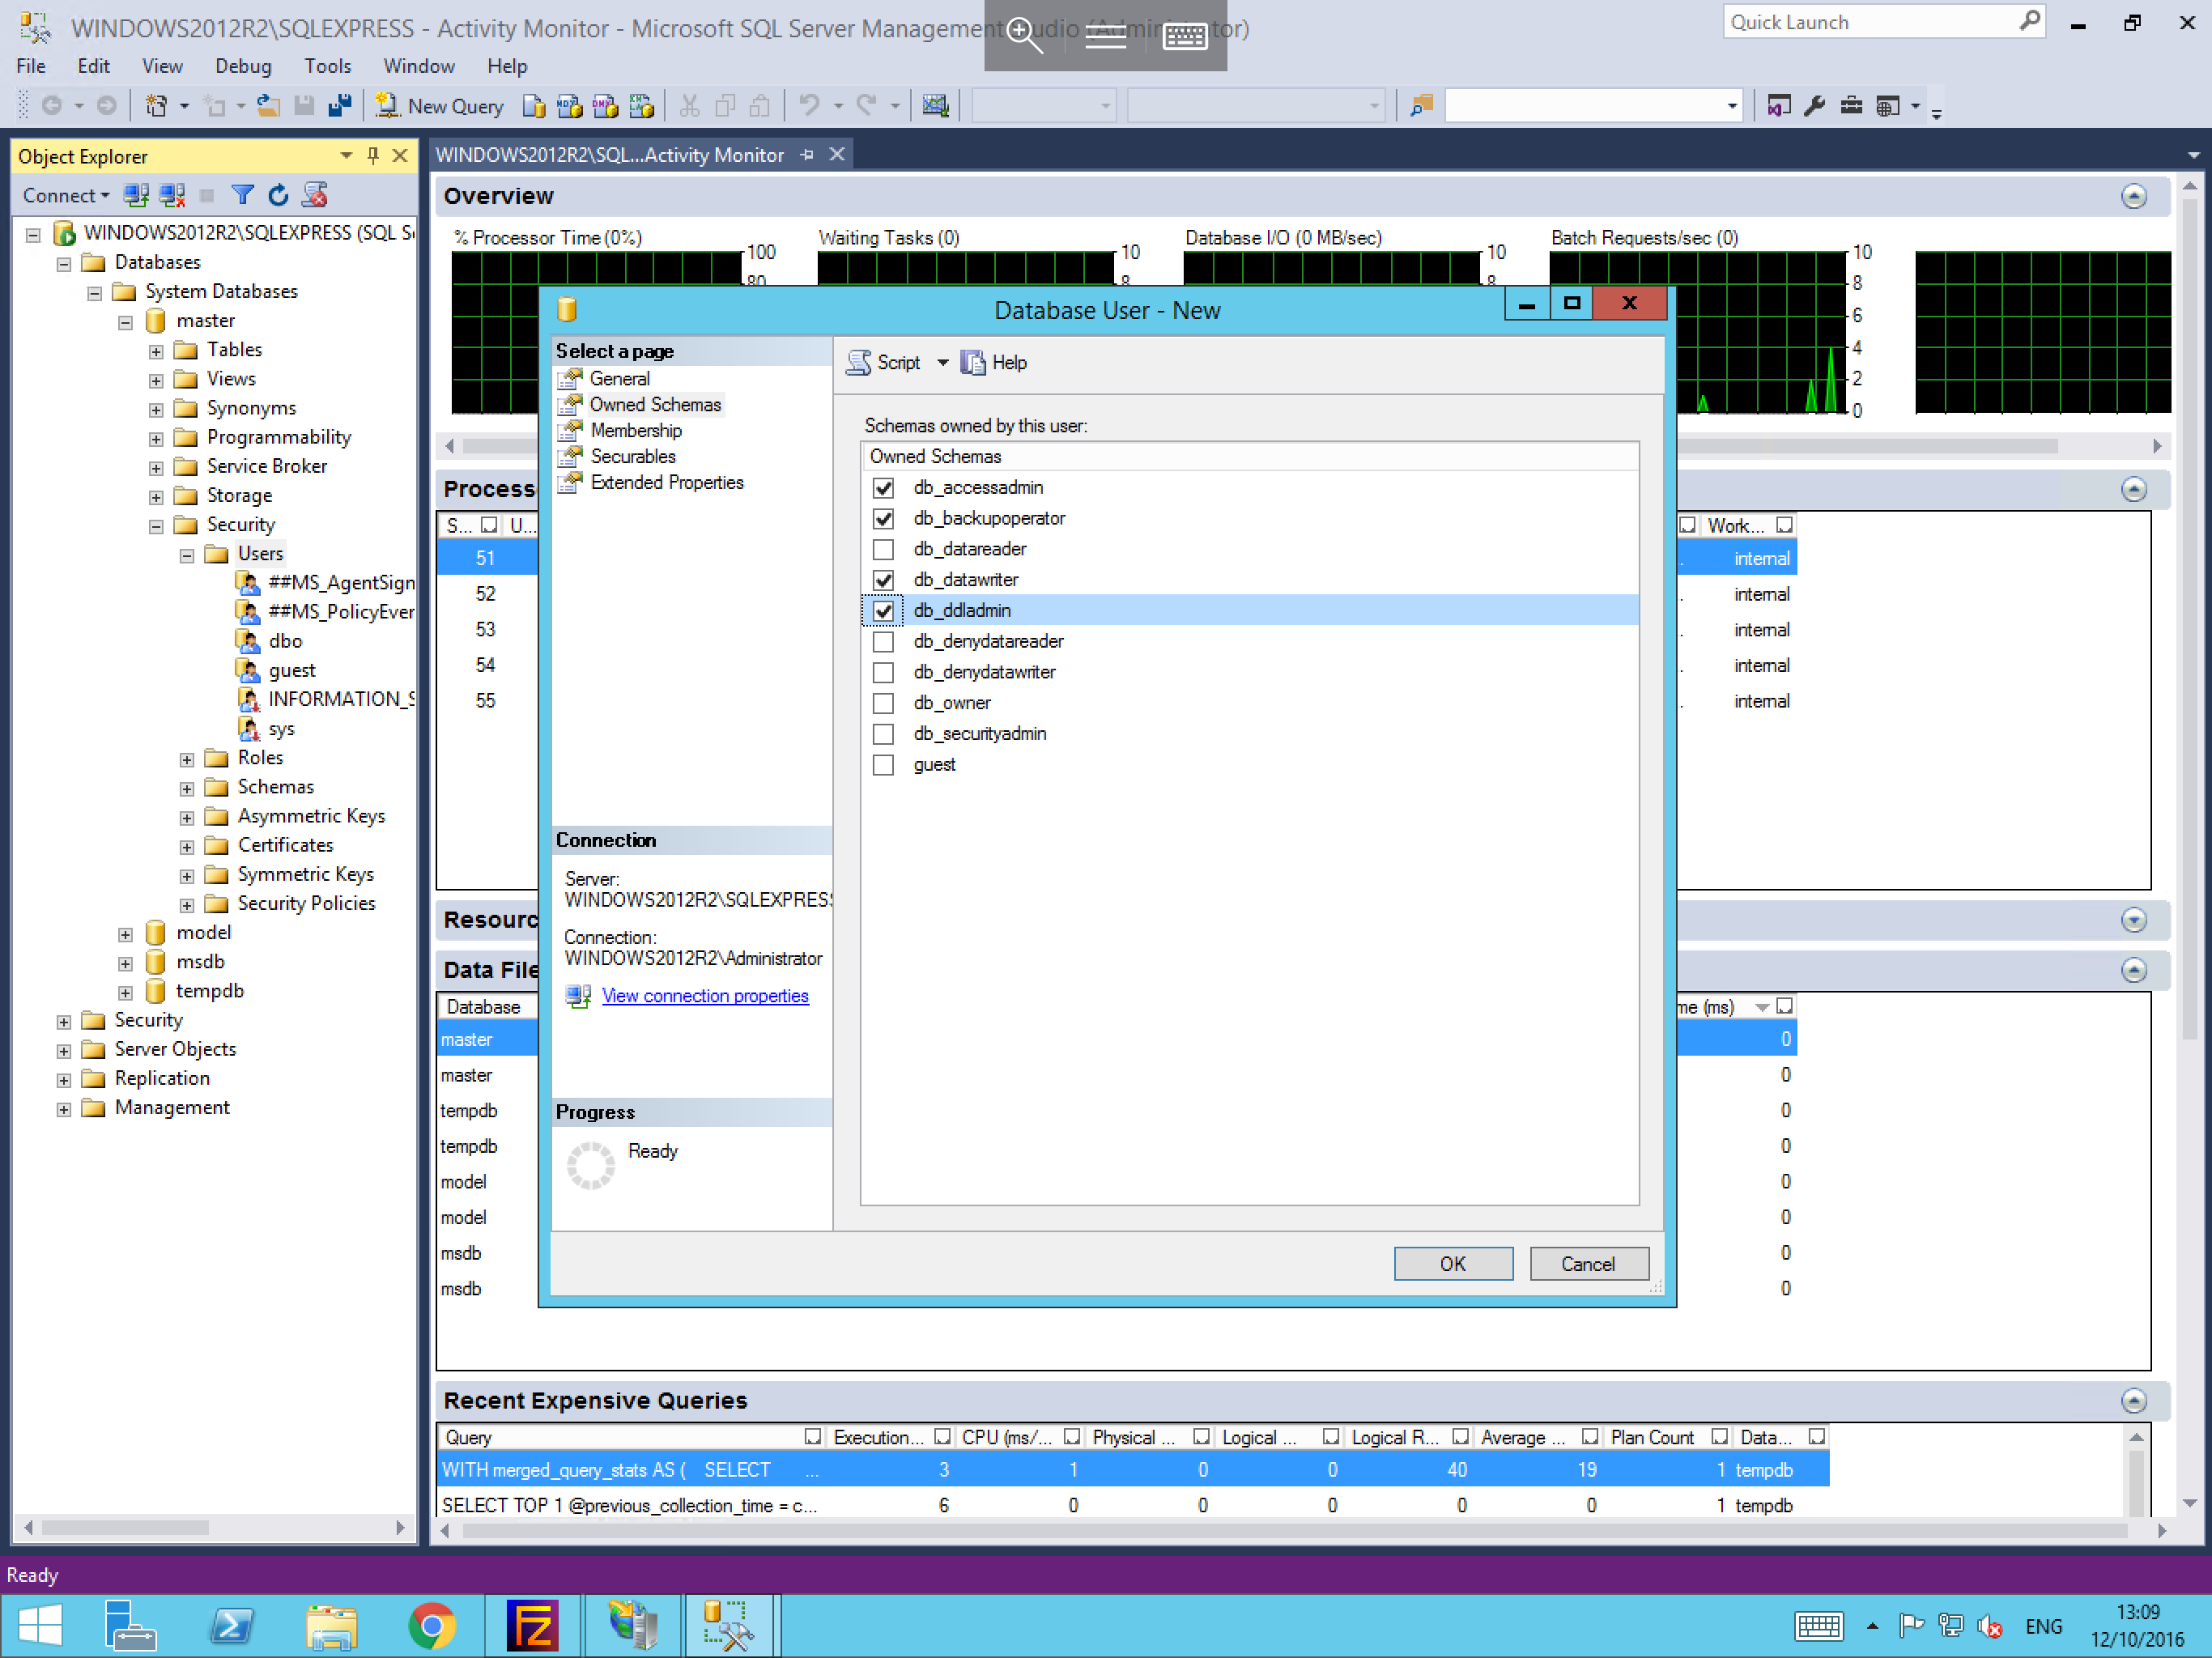 WINDOWS2012R2\SQLEXPRESS - Activity Monitor - Microsoft SQL Server Management
Quick Launch
File Edit View Debug Tools Window Help
New Query
Object Explorer
Connect
WINDOWS2012R2\SQLEXPRESS (SQL
Databases
System Databases
master
Tables
Views
Synonyms
Programmability
Service Broker
Storage
Security
Users
##MS_AgentSign
##MS_PolicyEver
dbo
guest
INFORMATION_S
sys
Roles
Schemas
Asymmetric Keys
Certificates
Symmetric Keys
Security Policies
model
msdb
tempdb
Security
Server Objects
Replication
Management
WINDOWS2012R2\SQL...Activity Monitor
Overview
% Processor Time (0%)
100
80
Waiting Tasks (0)
10
8
Database I/O (0 MB/sec)
10
8
Batch Requests/sec (0)
10
8
6
4
2
0
Database User - New
Select a page
General
Owned Schemas
Membership
Securables
Extended Properties
Script Help
Schemas owned by this user:
Owned Schemas
db_accessadmin
db_backupoperator
db_datareader
db_datawriter
db_ddladmin
db_denydatareader
db_denydatawriter
db_owner
db_securityadmin
guest
Connection
Server:
WINDOWS2012R2\SQLEXPRESS
Connection:
WINDOWS2012R2\Administrator
View connection properties
Progress
Ready
OK Cancel
Process
S... U... Work...
51 internal
52 internal
53 internal
54 internal
55 internal
Resourc
Data File
Database me (ms)
master 0
master 0
tempdb 0
tempdb 0
model 0
model 0
msdb 0
msdb 0
Recent Expensive Queries
Query Execution... CPU (ms/... Physical ... Logical ... Logical R... Average ... Plan Count Data...
WITH merged_query_stats AS ( SELECT ... 3 1 0 0 40 19 1 tempdb
SELECT TOP 1 @previous_collection_time = c... 6 0 0 0 0 0 1 tempdb
Ready
ENG
13:09
12/10/2016